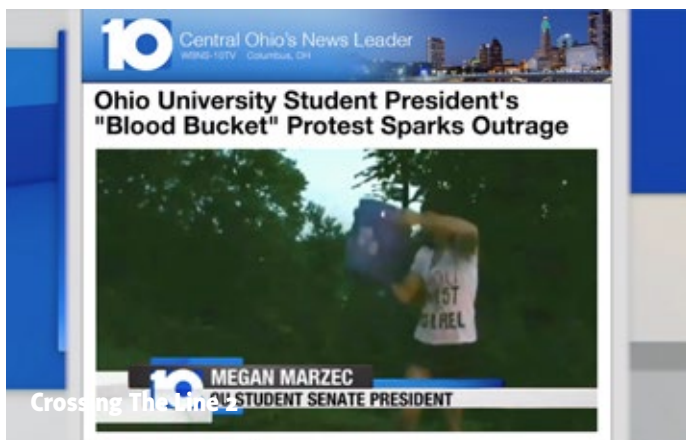 10 Central Ohio's News Leader
WBNS-10TV Columbus, OH
Ohio University Student President's
"Blood Bucket" Protest Sparks Outrage
10 MEGAN MARZEC
STUDENT SENATE PRESIDENT
Crossing The Line 2